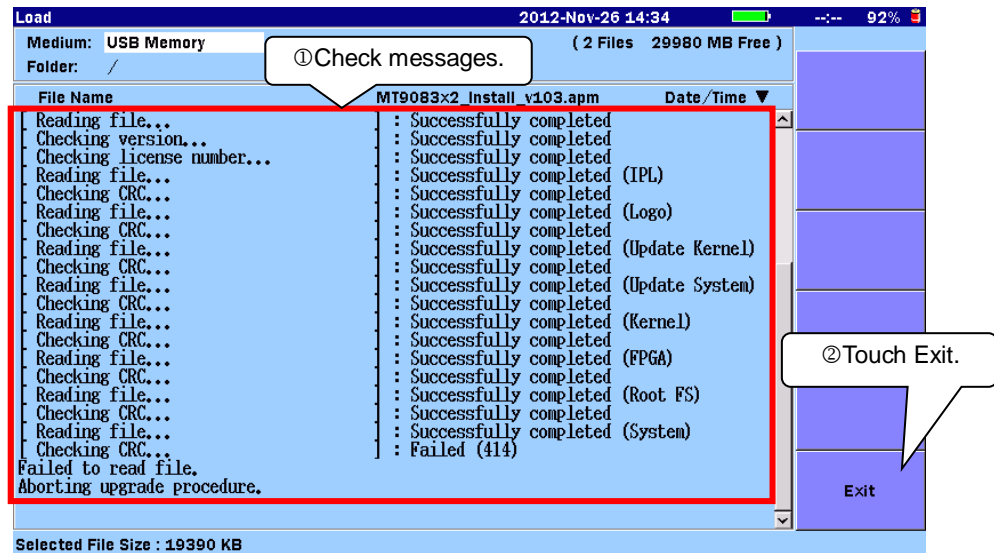 Load 2012-Nov-26 14:34 --:-- 92%
Medium: USB Memory ( 2 Files 29980 MB Free )
Folder: /
①Check messages.
File Name MT9083x2_Install_v103.apm Date/Time ▼
[ Reading file... ] : Successfully completed
[ Checking version... ] : Successfully completed
[ Checking license number... ] : Successfully completed
[ Reading file... ] : Successfully completed (IPL)
[ Checking CRC... ] : Successfully completed
[ Reading file... ] : Successfully completed (Logo)
[ Checking CRC... ] : Successfully completed
[ Reading file... ] : Successfully completed (Update Kernel)
[ Checking CRC... ] : Successfully completed
[ Reading file... ] : Successfully completed (Update System)
[ Checking CRC... ] : Successfully completed
[ Reading file... ] : Successfully completed (Kernel)
[ Checking CRC... ] : Successfully completed
[ Reading file... ] : Successfully completed (FPGA)
[ Checking CRC... ] : Successfully completed
[ Reading file... ] : Successfully completed (Root FS)
[ Checking CRC... ] : Successfully completed
[ Reading file... ] : Successfully completed (System)
[ Checking CRC... ] : Failed (414)
Failed to read file.
Aborting upgrade procedure.
②Touch Exit.
Exit
Selected File Size : 19390 KB